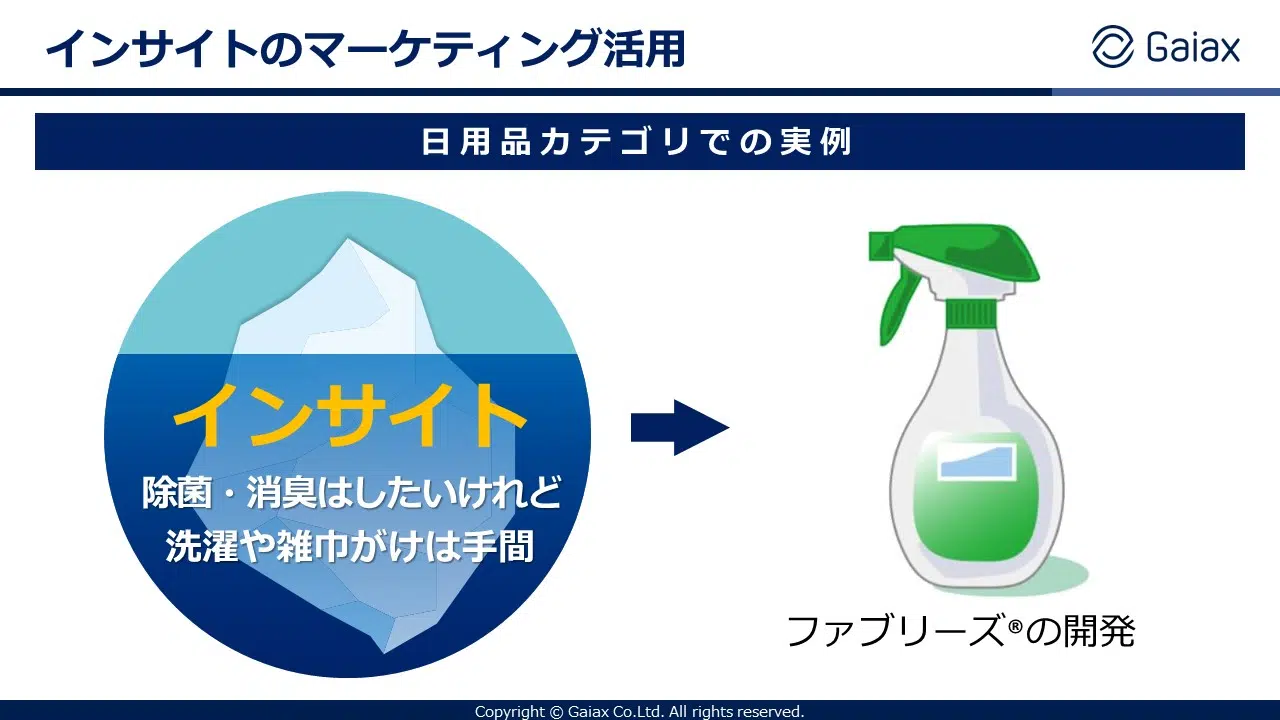 インサイトのマーケティング活用
Gaiax
日用品カテゴリでの実例
インサイト
除菌・消臭はしたいけれど
洗濯や雑巾がけは手間
ファブリーズ®の開発
Copyright © Gaiax Co.Ltd. All rights reserved.